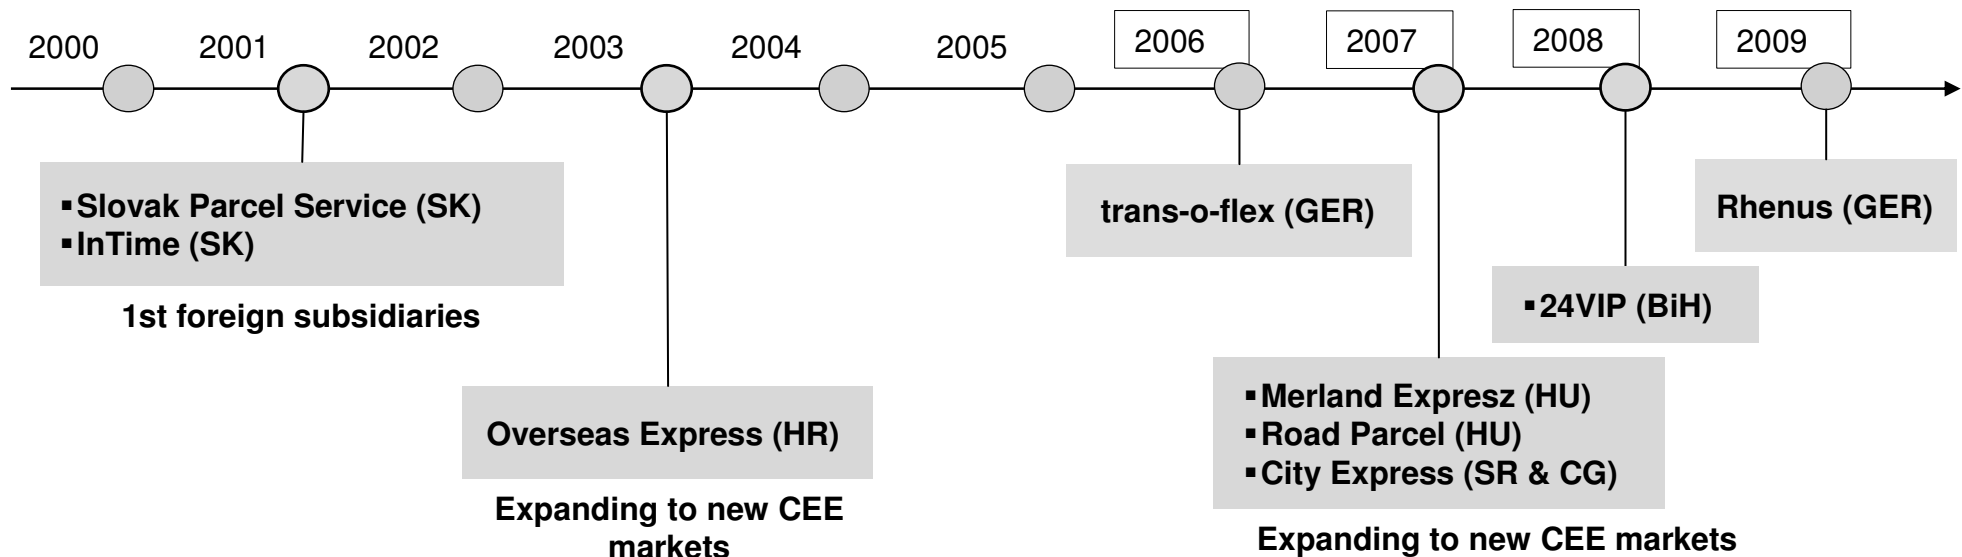 2000 2001 2002 2003 2004 2005 2006 2007 2008 2009
▪Slovak Parcel Service (SK)
▪InTime (SK)
1st foreign subsidiaries
Overseas Express (HR)
Expanding to new CEE
markets
trans-o-flex (GER)
▪Merland Expresz (HU)
▪Road Parcel (HU)
▪City Express (SR & CG)
Expanding to new CEE markets
▪24VIP (BiH)
Rhenus (GER)